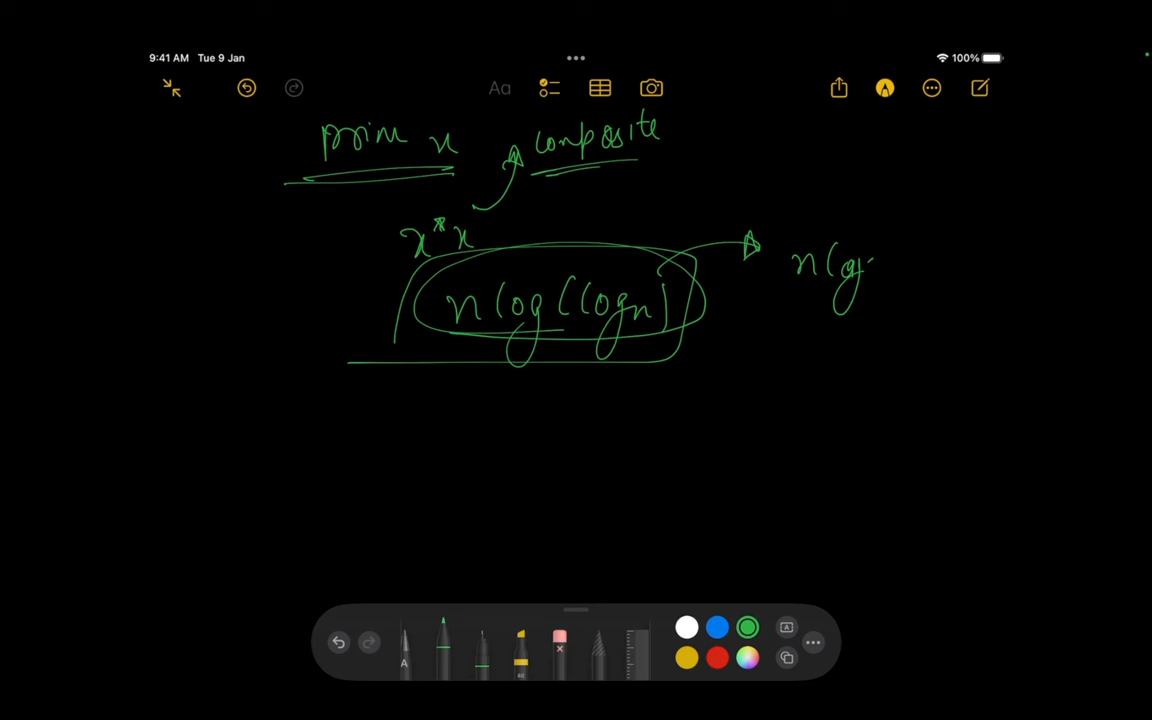 9:41 AM Tue 9 Jan
100%
Aa
prime x
composite
x*x
n log (log n)
n log
A